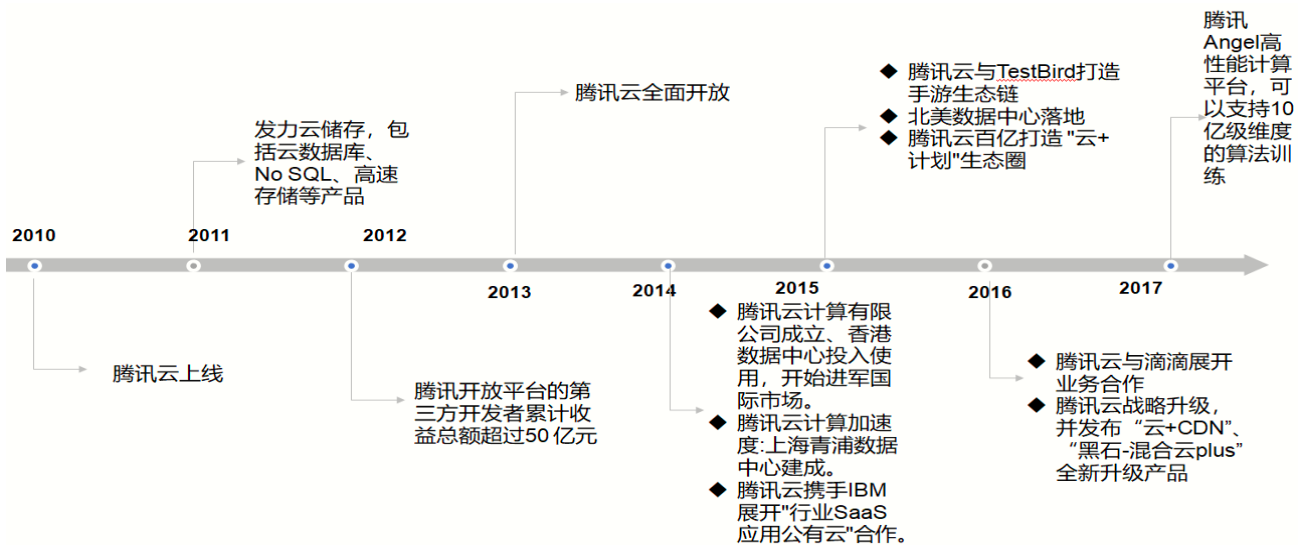 腾讯
Angel高
性能计算
平台，可
以支持10
亿级维度
的算法训
练
腾讯云与TestBird打造
手游生态链
北美数据中心落地
腾讯云百亿打造 "云+
计划"生态圈
腾讯云全面开放
发力云储存，包
括云数据库、
No SQL、高速
存储等产品
2010
2011
2012
2013
2014
2015
2016
2017
腾讯云上线
腾讯开放平台的第
三方开发者累计收
益总额超过50 亿元
◆ 腾讯云计算有限
公司成立、香港
数据中心投入使
用，开始进军国
际市场。
◆ 腾讯云计算加速
度:上海青浦数据
中心建成。
◆ 腾讯云携手IBM
展开"行业SaaS
应用公有云"合作。
◆ 腾讯云与滴滴展开
业务合作
◆ 腾讯云战略升级，
并发布“云+CDN”、
“黑石-混合云plus”
全新升级产品